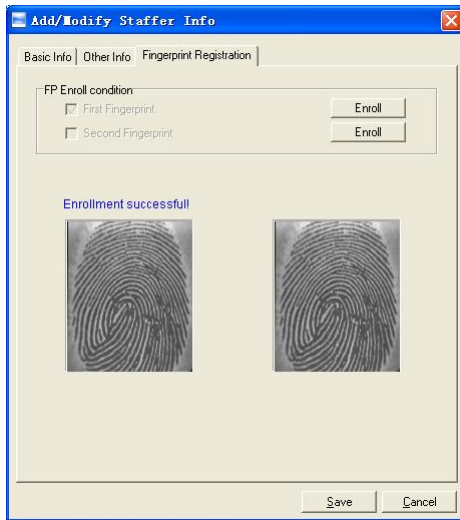 Add/Modify Staffer Info
Basic Info Other Info Fingerprint Registration
FP Enroll condition
First Fingerprint Enroll
Second Fingerprint Enroll
Enrollment successful!
Save Cancel